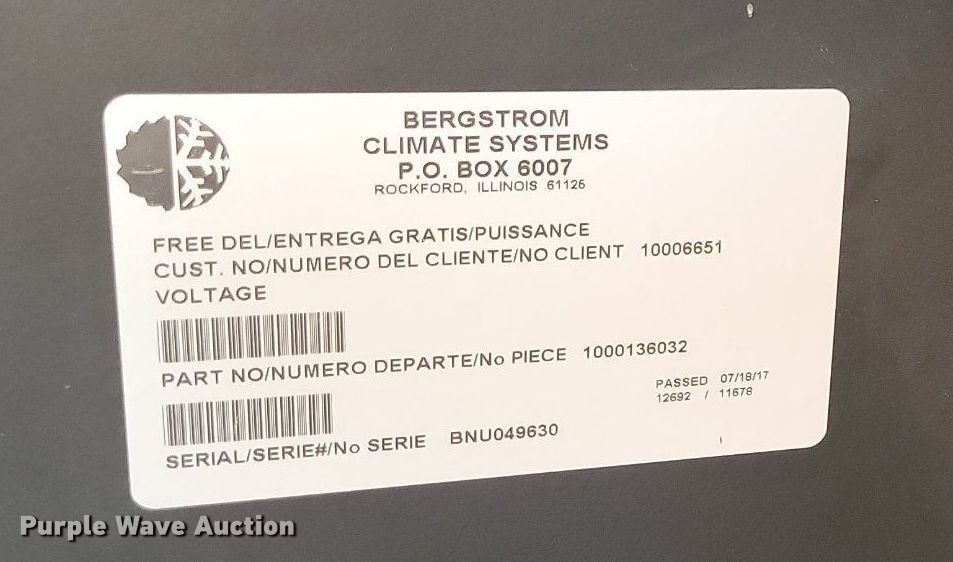 BERGSTROM
CLIMATE SYSTEMS
P.O. BOX 6007
ROCKFORD, ILLINOIS 61126
FREE DEL/ENTREGA GRATIS/PUISSANCE
CUST. NO/NUMERO DEL CLIENTE/NO CLIENT 10006651
VOLTAGE
PART NO/NUMERO DEPARTE/No PIECE 1000136032
PASSED 07/18/17
12692 / 11678
SERIAL/SERIE#/No SERIE BNU049630
Purple Wave Auction